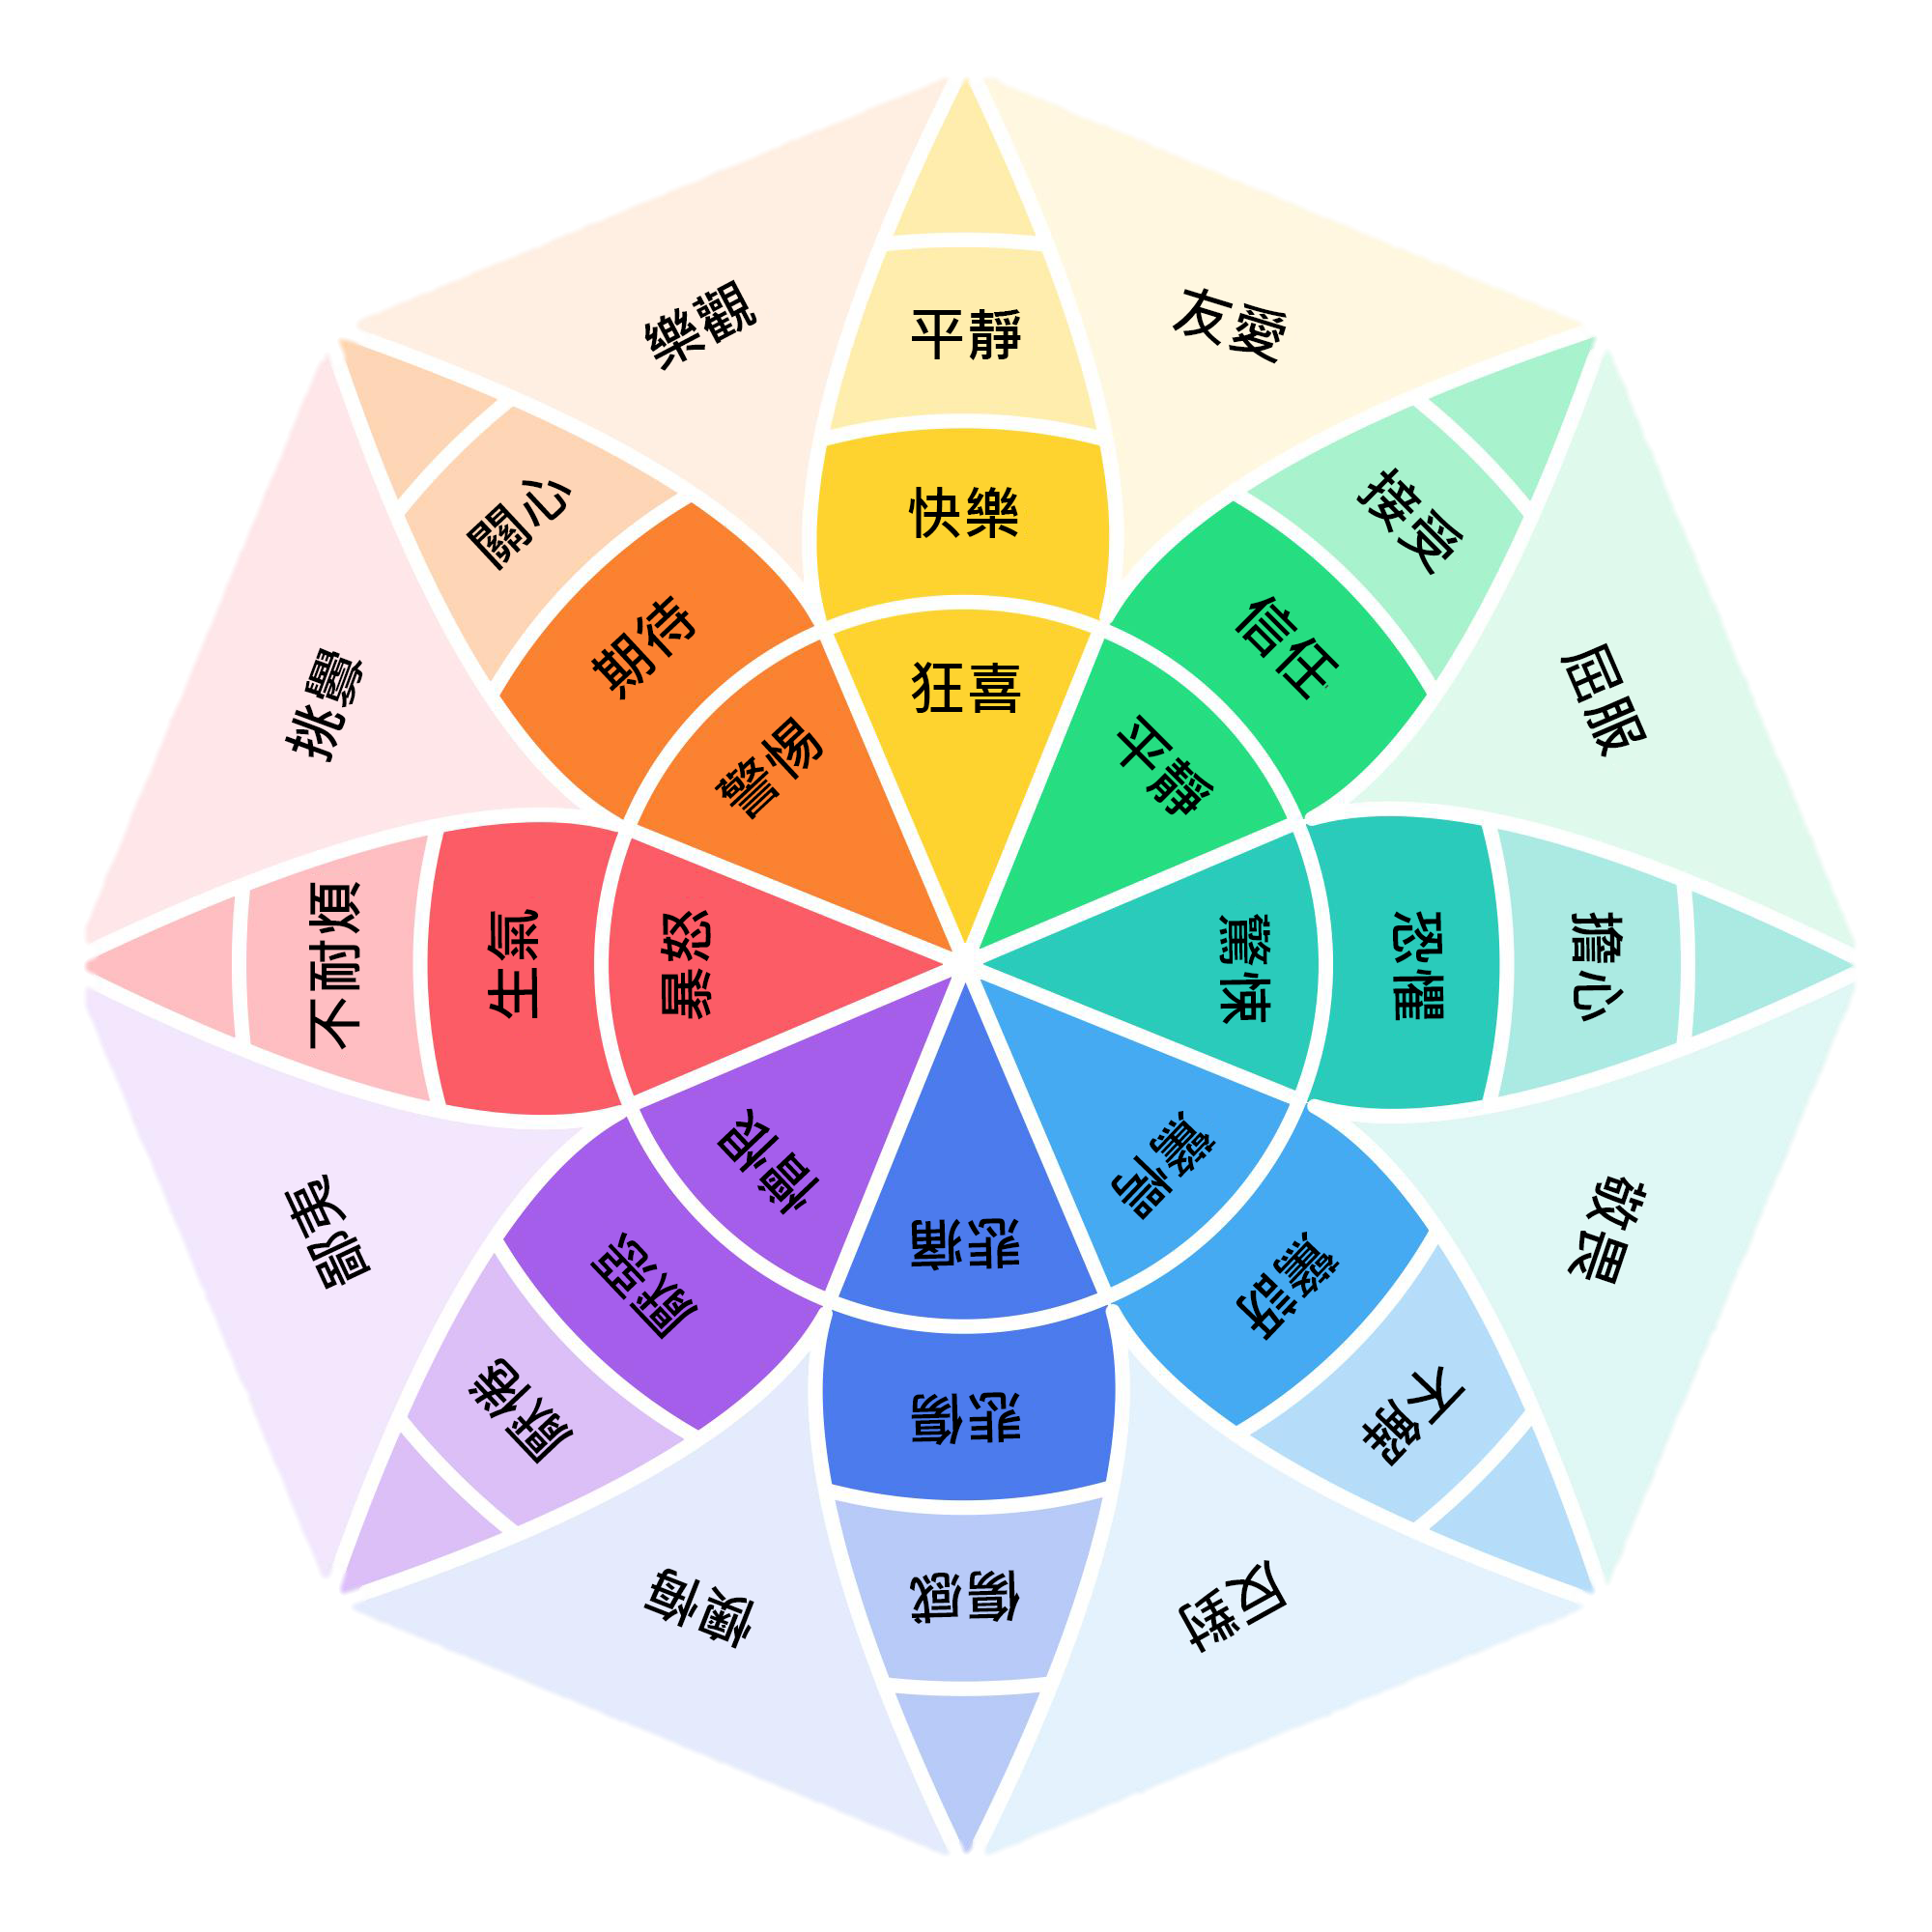 樂觀
平靜
友愛
關心
快樂
接受
期待
狂喜
信任
警惕
平靜
挑釁
屈服
不耐煩
生氣
暴怒
驚悚
恐懼
擔心
憎恨
悲痛
驚愕
鄙夷
厭惡
悲傷
驚訝
敬畏
厭倦
傷感
不解
懊悔
反對